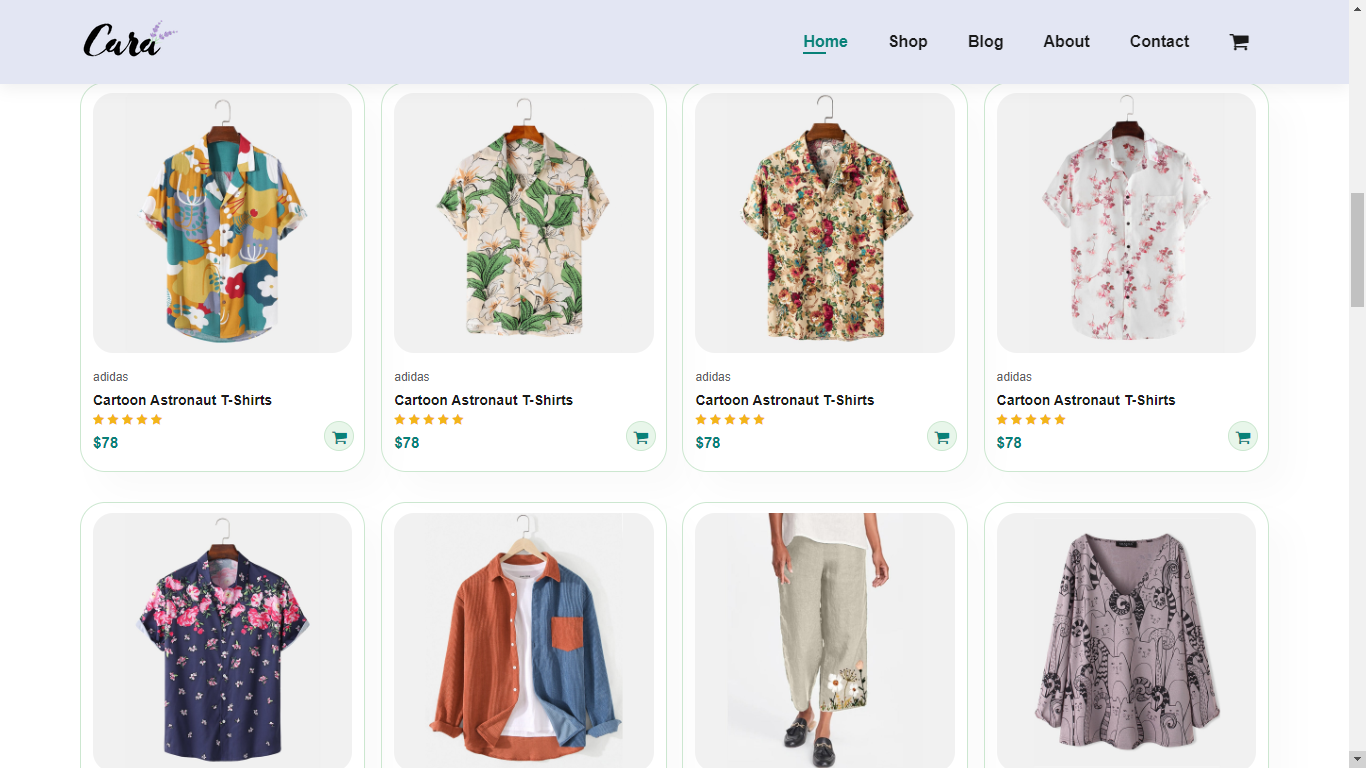 Cara
Home Shop Blog About Contact
adidas adidas adidas adidas
Cartoon Astronaut T-Shirts Cartoon Astronaut T-Shirts Cartoon Astronaut T-Shirts Cartoon Astronaut T-Shirts
$78 $78 $78 $78